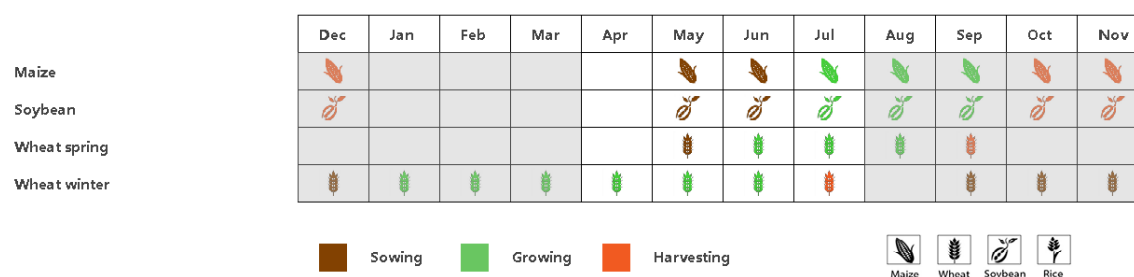 Dec Jan Feb Mar Apr May Jun Jul Aug Sep Oct Nov
Maize
Soybean
Wheat spring
Wheat winter
Sowing Growing Harvesting
Maize Wheat Soybean Rice